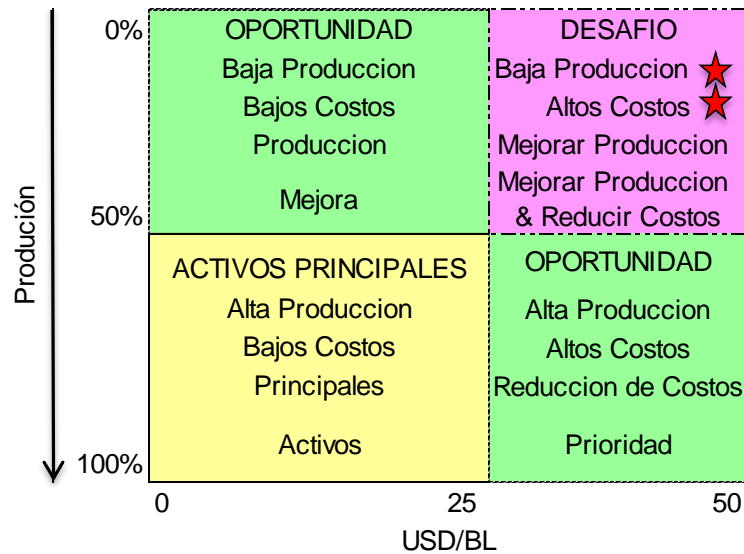 Produción
0%
50%
100%
OPORTUNIDAD
Baja Produccion
Bajos Costos
Produccion
Mejora
DESAFIO
Baja Produccion
Altos Costos
Mejorar Produccion
Mejorar Produccion
& Reducir Costos
ACTIVOS PRINCIPALES
Alta Produccion
Bajos Costos
Principales
Activos
OPORTUNIDAD
Alta Produccion
Altos Costos
Reduccion de Costos
Prioridad
0
25
50
USD/BL